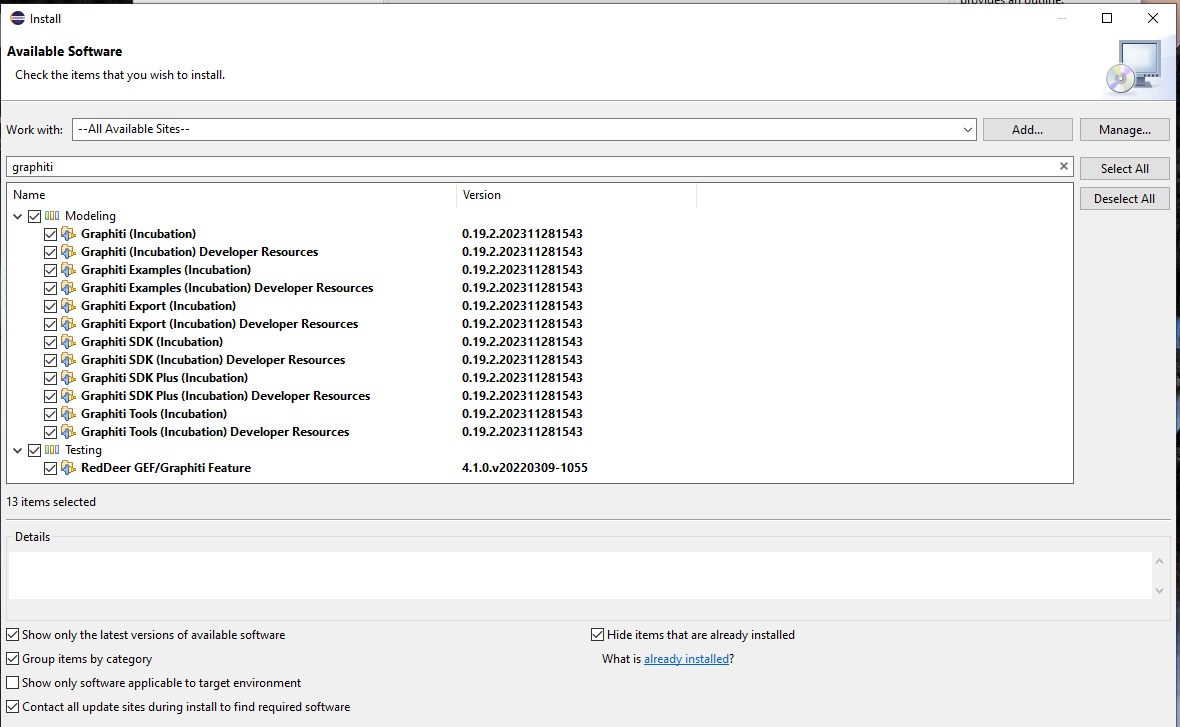 provides an outline.
Install
Available Software
Check the items that you wish to install.
Work with: --All Available Sites-- Add... Manage...
graphiti Select All
Name Version Deselect All
Modeling
Graphiti (Incubation) 0.19.2.202311281543
Graphiti (Incubation) Developer Resources 0.19.2.202311281543
Graphiti Examples (Incubation) 0.19.2.202311281543
Graphiti Examples (Incubation) Developer Resources 0.19.2.202311281543
Graphiti Export (Incubation) 0.19.2.202311281543
Graphiti Export (Incubation) Developer Resources 0.19.2.202311281543
Graphiti SDK (Incubation) 0.19.2.202311281543
Graphiti SDK (Incubation) Developer Resources 0.19.2.202311281543
Graphiti SDK Plus (Incubation) 0.19.2.202311281543
Graphiti SDK Plus (Incubation) Developer Resources 0.19.2.202311281543
Graphiti Tools (Incubation) 0.19.2.202311281543
Graphiti Tools (Incubation) Developer Resources 0.19.2.202311281543
Testing
RedDeer GEF/Graphiti Feature 4.1.0.v20220309-1055
13 items selected
Details
Show only the latest versions of available software Hide items that are already installed
Group items by category What is already installed?
Show only software applicable to target environment
Contact all update sites during install to find required software